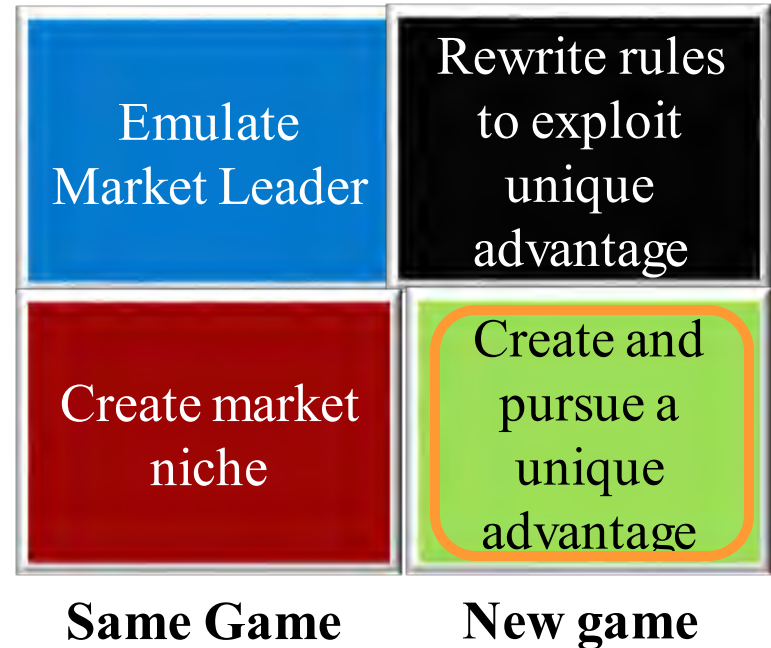 Emulate
Market Leader
Rewrite rules
to exploit
unique
advantage
Create market
niche
Create and
pursue a
unique
advantage
Same Game
New game